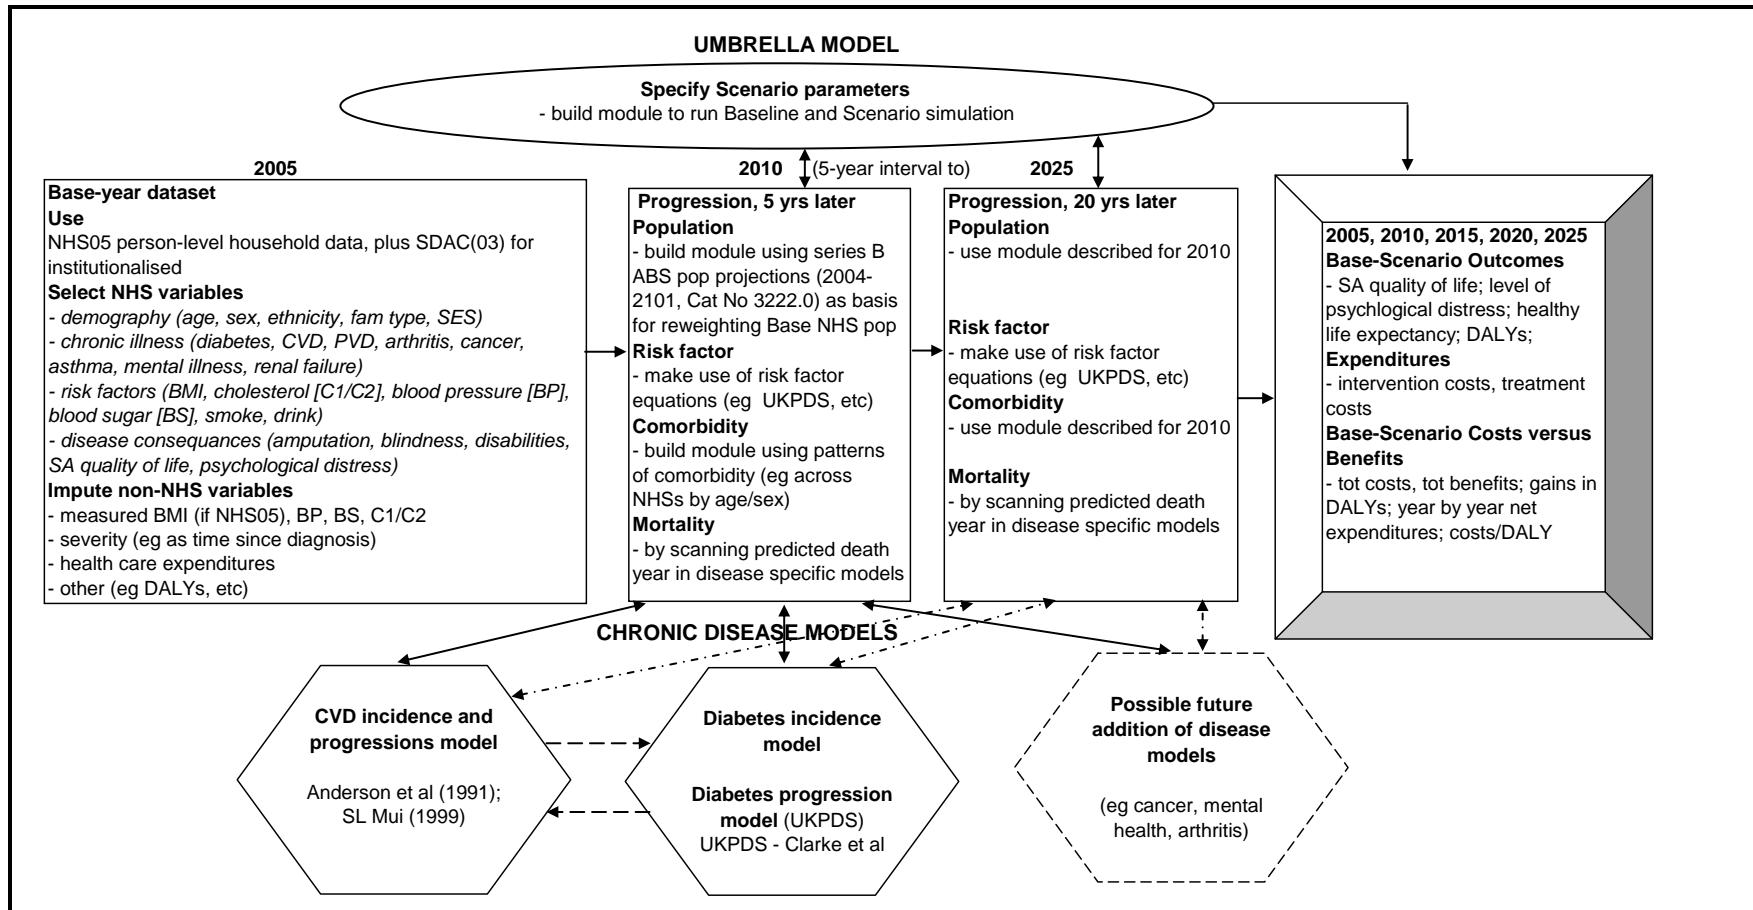 UMBRELLA MODEL
Specify Scenario parameters
- build module to run Baseline and Scenario simulation
2005
Base-year dataset
Use
NHS05 person-level household data, plus SDAC(03) for
institutionalised
Select NHS variables
- demography (age, sex, ethnicity, fam type, SES)
- chronic illness (diabetes, CVD, PVD, arthritis, cancer,
asthma, mental illness, renal failure)
- risk factors (BMI, cholesterol [C1/C2], blood pressure [BP],
blood sugar [BS], smoke, drink)
- disease consequances (amputation, blindness, disabilities,
SA quality of life, psychological distress)
Impute non-NHS variables
- measured BMI (if NHS05), BP, BS, C1/C2
- severity (eg as time since diagnosis)
- health care expenditures
- other (eg DALYs, etc)
2010 (5-year interval to)
Progression, 5 yrs later
Population
- build module using series B
ABS pop projections (2004-
2101, Cat No 3222.0) as basis
for reweighting Base NHS pop
Risk factor
- make use of risk factor
equations (eg UKPDS, etc)
Comorbidity
- build module using patterns
of comorbidity (eg across
NHSs by age/sex)
Mortality
- by scanning predicted death
year in disease specific models
2025
Progression, 20 yrs later
Population
- use module described for 2010
Risk factor
- make use of risk factor
equations (eg UKPDS, etc)
Comorbidity
- use module described for 2010
Mortality
- by scanning predicted death
year in disease specific models
2005, 2010, 2015, 2020, 2025
Base-Scenario Outcomes
- SA quality of life; level of
psychlogical distress; healthy
life expectancy; DALYs;
Expenditures
- intervention costs, treatment
costs
Base-Scenario Costs versus
Benefits
- tot costs, tot benefits; gains in
DALYs; year by year net
expenditures; costs/DALY
CHRONIC DISEASE MODELS
CVD incidence and
progressions model
Anderson et al (1991);
SL Mui (1999)
Diabetes incidence
model
Diabetes progression
model (UKPDS)
UKPDS - Clarke et al
Possible future
addition of disease
models
(eg cancer, mental
health, arthritis)